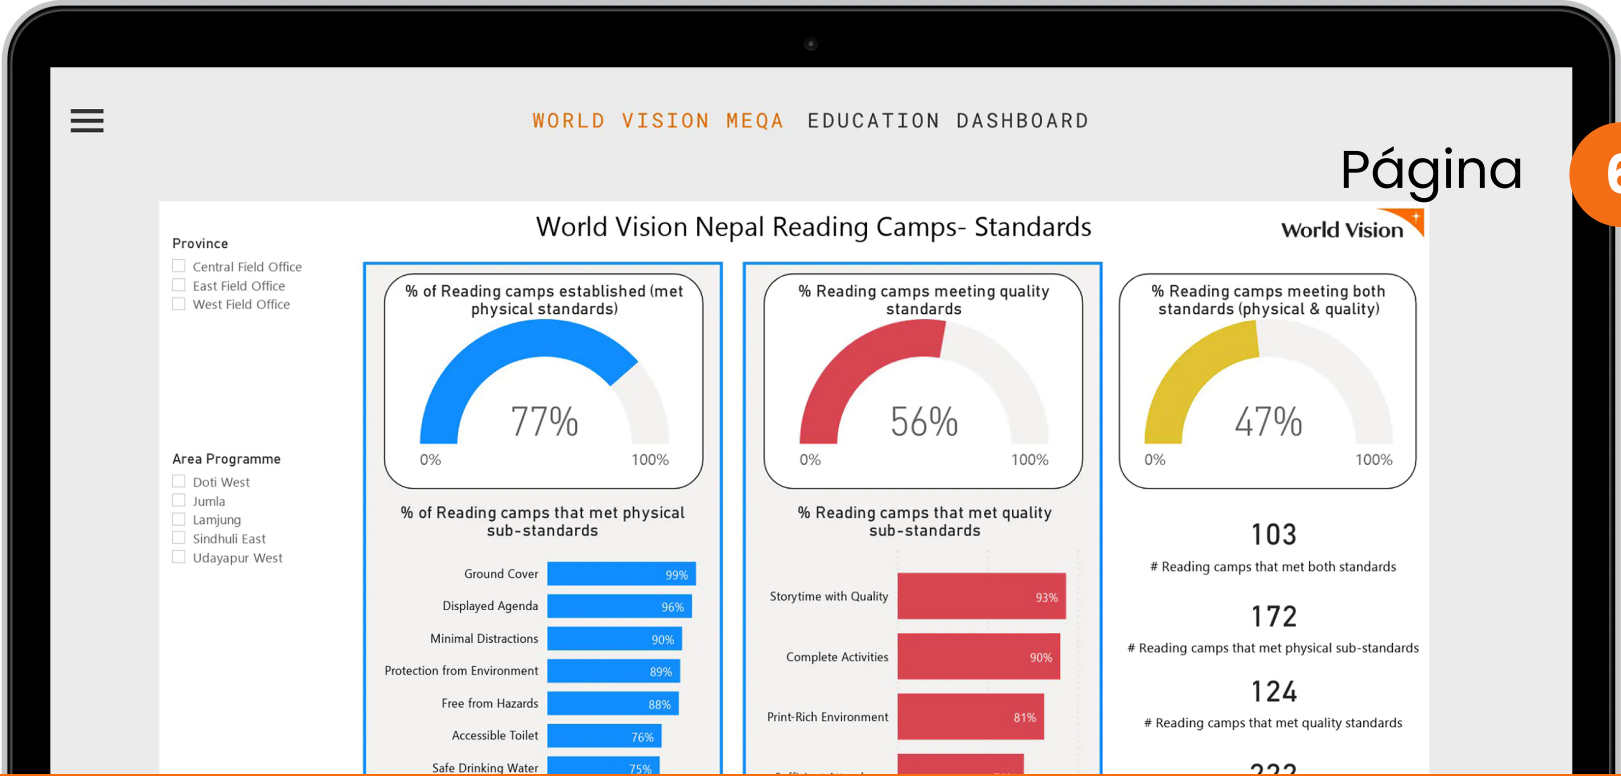 WORLD VISION MEQA EDUCATION DASHBOARD
Página
6
World Vision Nepal Reading Camps- Standards
World Vision
Province
Central Field Office
East Field Office
West Field Office
Area Programme
Doti West
Jumla
Lamjung
Sindhuli East
Udayapur West
% of Reading camps established (met
physical standards)
77%
0%
100%
% of Reading camps that met physical
sub-standards
Ground Cover
99%
Displayed Agenda
96%
Minimal Distractions
90%
Protection from Environment
89%
Free from Hazards
88%
Accessible Toilet
76%
Safe Drinking Water
75%
% Reading camps meeting quality
standards
56%
0%
100%
% Reading camps that met quality
sub-standards
Storytime with Quality
93%
Complete Activities
90%
Print-Rich Environment
81%
% Reading camps meeting both
standards (physical & quality)
47%
0%
100%
103
# Reading camps that met both standards
172
# Reading camps that met physical sub-standards
124
# Reading camps that met quality standards